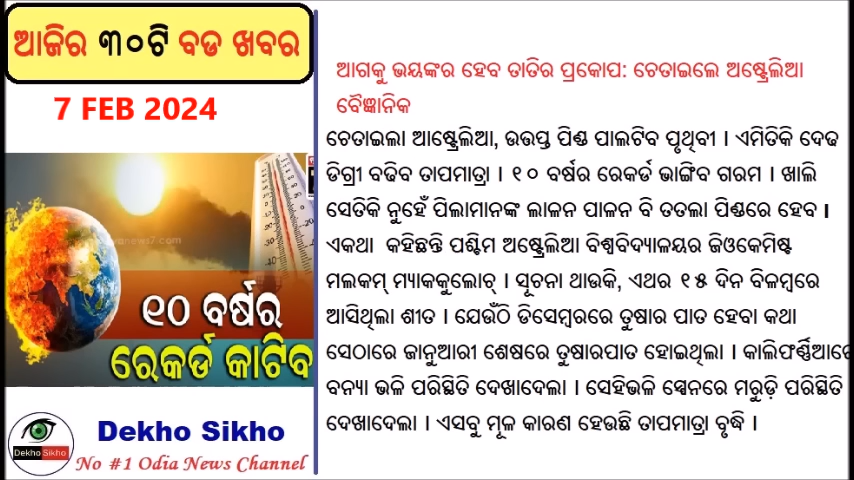 ଆଜିର ୩୦ଟି ବଡ ଖବର
7 FEB 2024
୧୦ ବର୍ଷର
ରେକର୍ଡ କାଟିବ
Dekho Sikho
Dekho Sikho
No #1 Odia News Channel
ଆଗକୁ ଭୟଙ୍କର ହେବ ତାତିର ପ୍ରକୋପ: ଚେତାଇଲେ ଅଷ୍ଟ୍ରେଲିଆ
ବୈଜ୍ଞାନିକ
ଚେତାଇଲା ଆଷ୍ଟ୍ରେଲିଆ, ଉତ୍ତପ୍ତ ପିଣ୍ଡ ପାଲଟିବ ପୃଥିବୀ । ଏମିତିକି ଦେଢ
ଡିଗ୍ରୀ ବଢିବ ତାପମାତ୍ରା । ୧୦ ବର୍ଷର ରେକର୍ଡ ଭାଙ୍ଗିବ ଗରମ । ଖାଲି
ସେତିକି ନୁହେଁ ପିଲାମାନଙ୍କ ଲାଳନ ପାଳନ ବି ତତଲା ପିଣ୍ଡରେ ହେବ ।
ଏକଥା କହିଛନ୍ତି ପଶ୍ଚିମ ଅଷ୍ଟ୍ରେଲିଆ ବିଶ୍ୱବିଦ୍ୟାଳୟର ଜିଓକେମିଷ୍ଟ
ମଲକମ୍ ମ୍ୟାକକୁଲୋଚ୍ । ସୂଚନା ଥାଉକି, ଏଥର ୧୫ ଦିନ ବିଳମ୍ବରେ
ଆସିଥିଲା ଶୀତ । ଯେଉଁଠି ଡିସେମ୍ବରରେ ତୁଷାର ପାତ ହେବା କଥା
ସେଠାରେ ଜାନୁଆରୀ ଶେଷରେ ତୁଷାରପାତ ହୋଇଥିଲା । କାଲିଫର୍ଣ୍ଣିଆରେ
ବନ୍ୟା ଭଳି ପରିସ୍ଥିତି ଦେଖାଦେଲା । ସେହିଭଳି ସ୍ପେନରେ ମରୁଡ଼ି ପରିସ୍ଥିତି
ଦେଖାଦେଲା । ଏସବୁ ମୂଳ କାରଣ ହେଉଛି ତାପମାତ୍ରା ବୃଦ୍ଧି ।